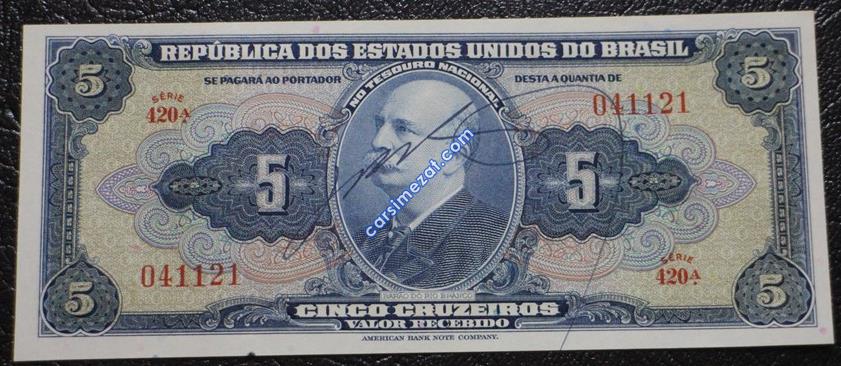 REPÚBLICA DOS ESTADOS UNIDOS DO BRASIL
5 5
SE PAGARÁ AO PORTADOR NO TESOURO NACIONAL DESTA A QUANTIA DE
SÉRIE
420ª 041121
5 5
carsimezat.com
041121 SÉRIE
420ª
BARÃO DO RIO BRANCO
5 CINCO CRUZEIROS 5
VALOR RECEBIDO
AMERICAN BANK NOTE COMPANY.